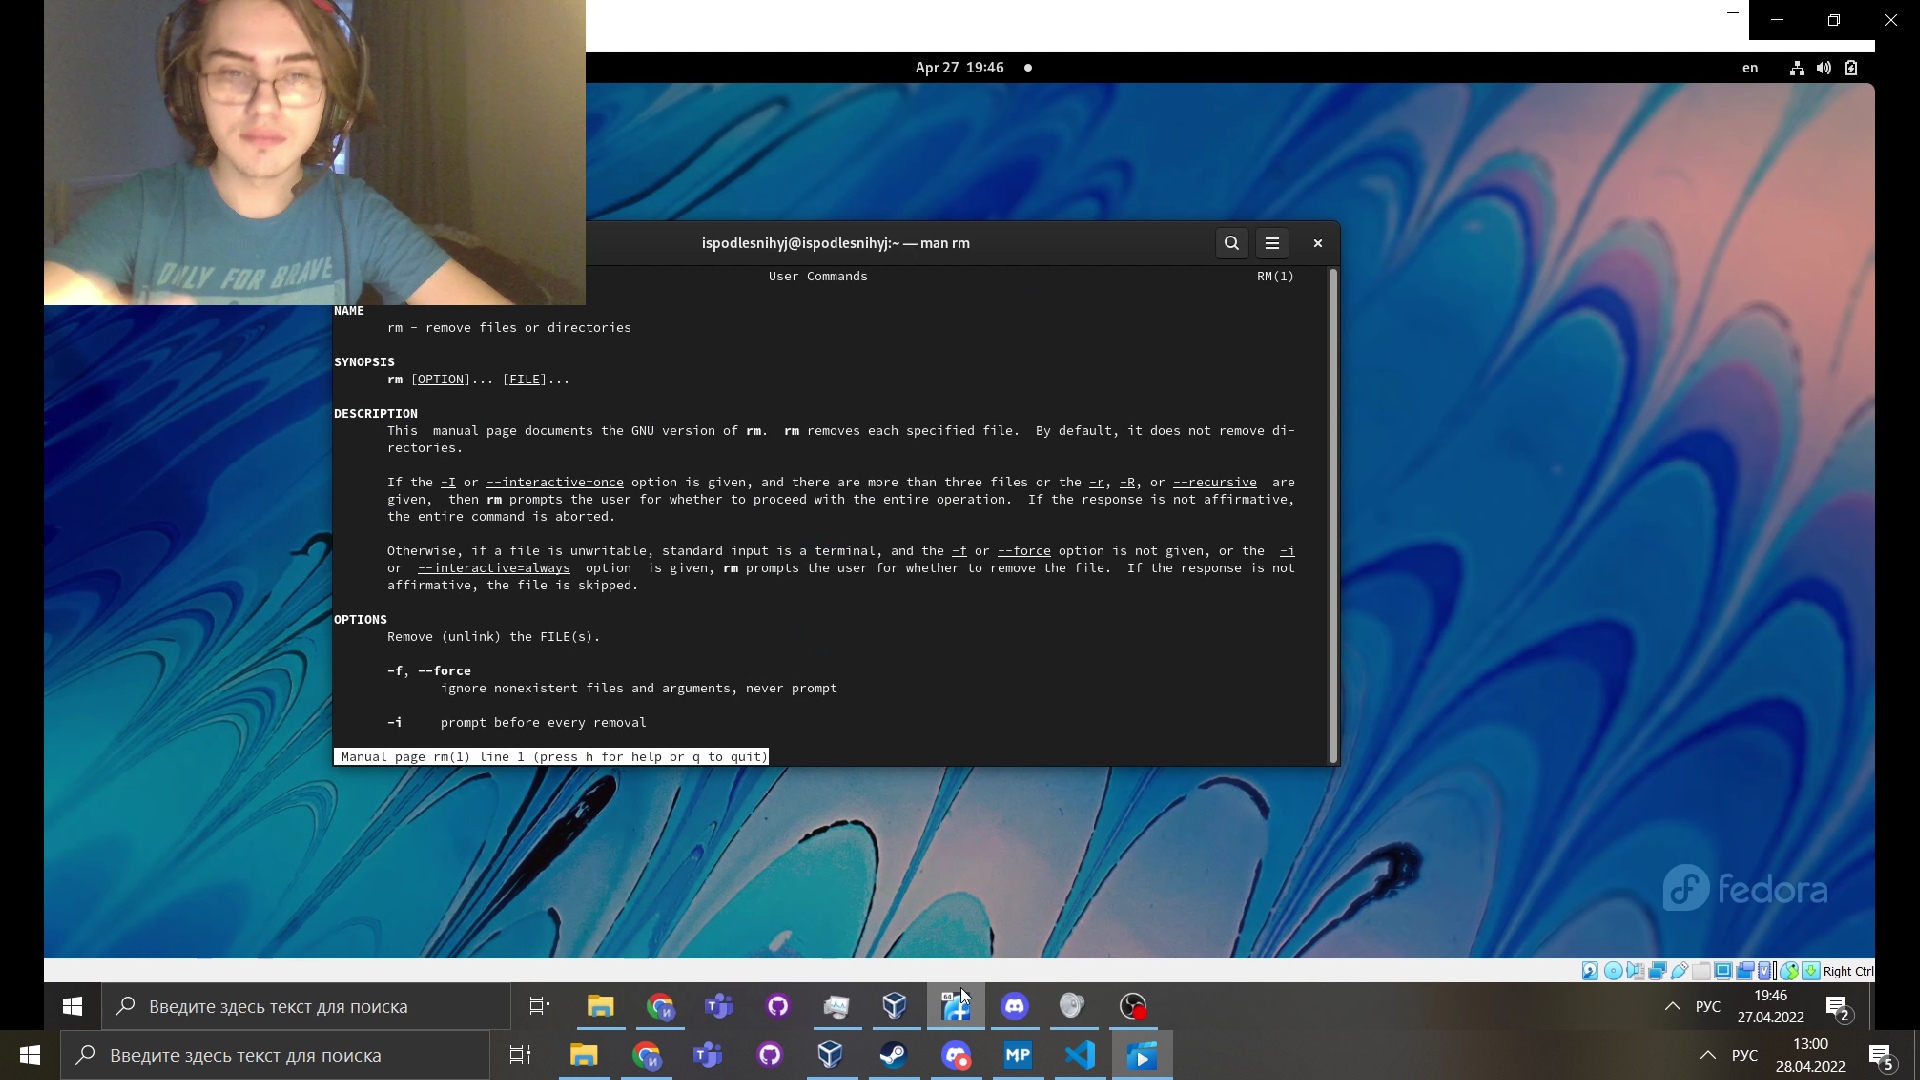 Apr 27 19:46
en
ONLY FOR BRAVE
ispodlesnihyj@ispodlesnihyj:~ — man rm
User Commands
RM(1)
NAME
rm - remove files or directories
SYNOPSIS
rm [OPTION]... [FILE]...
DESCRIPTION
This manual page documents the GNU version of rm. rm removes each specified file. By default, it does not remove di-
rectories.
If the -I or --interactive=once option is given, and there are more than three files or the -r, -R, or --recursive are
given, then rm prompts the user for whether to proceed with the entire operation. If the response is not affirmative,
the entire command is aborted.
Otherwise, if a file is unwritable, standard input is a terminal, and the -f or --force option is not given, or the -i
or --interactive=always option is given, rm prompts the user for whether to remove the file. If the response is not
affirmative, the file is skipped.
OPTIONS
Remove (unlink) the FILE(s).
-f, --force
ignore nonexistent files and arguments, never prompt
-i prompt before every removal
Manual page rm(1) line 1 (press h for help or q to quit)
fedora
Right Ctrl
Введите здесь текст для поиска
РУС
19:46
27.04.2022
2
Введите здесь текст для поиска
MP
РУС
13:00
28.04.2022
5